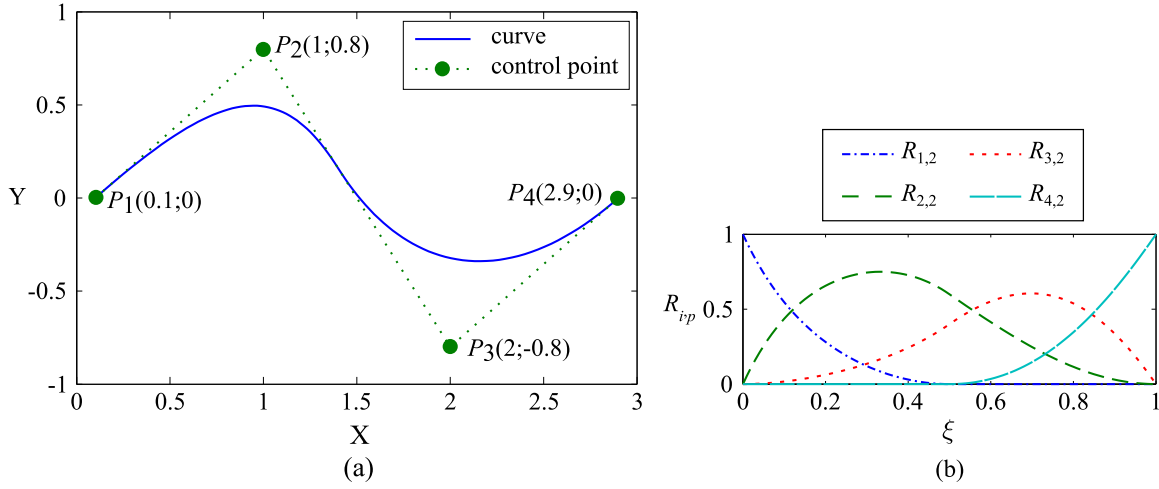 1
0.5
Y
0
-0.5
-1
0
0.5
1
1.5
2
2.5
3
X
(a)
curve
control point
P1(0.1;0)
P2(1;0.8)
P3(2;-0.8)
P4(2.9;0)
R1,2
R3,2
R2,2
R4,2
1
Ri,p
0.5
0
0
0.2
0.4
0.6
0.8
1
ξ
(b)